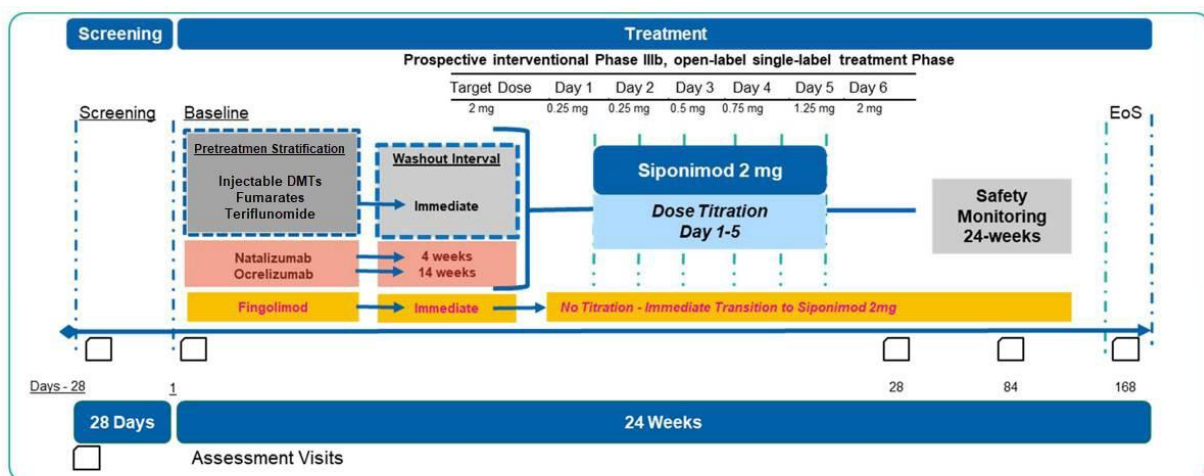 Screening
Treatment
Prospective interventional Phase IIIb, open-label single-label treatment Phase
Target Dose Day 1 Day 2 Day 3 Day 4 Day 5 Day 6
2 mg 0.25 mg 0.25 mg 0.5 mg 0.75 mg 1.25 mg 2 mg
Screening
Baseline
EoS
Pretreatmen Stratification
Injectable DMTs
Fumarates
Teriflunomide
Washout Interval
Immediate
Siponimod 2 mg
Dose Titration
Day 1-5
Safety
Monitoring
24-weeks
Natalizumab 4 weeks
Ocrelizumab 14 weeks
Fingolimod Immediate No Titration - Immediate Transition to Siponimod 2mg
Days - 28 1 28 84 168
28 Days
24 Weeks
Assessment Visits